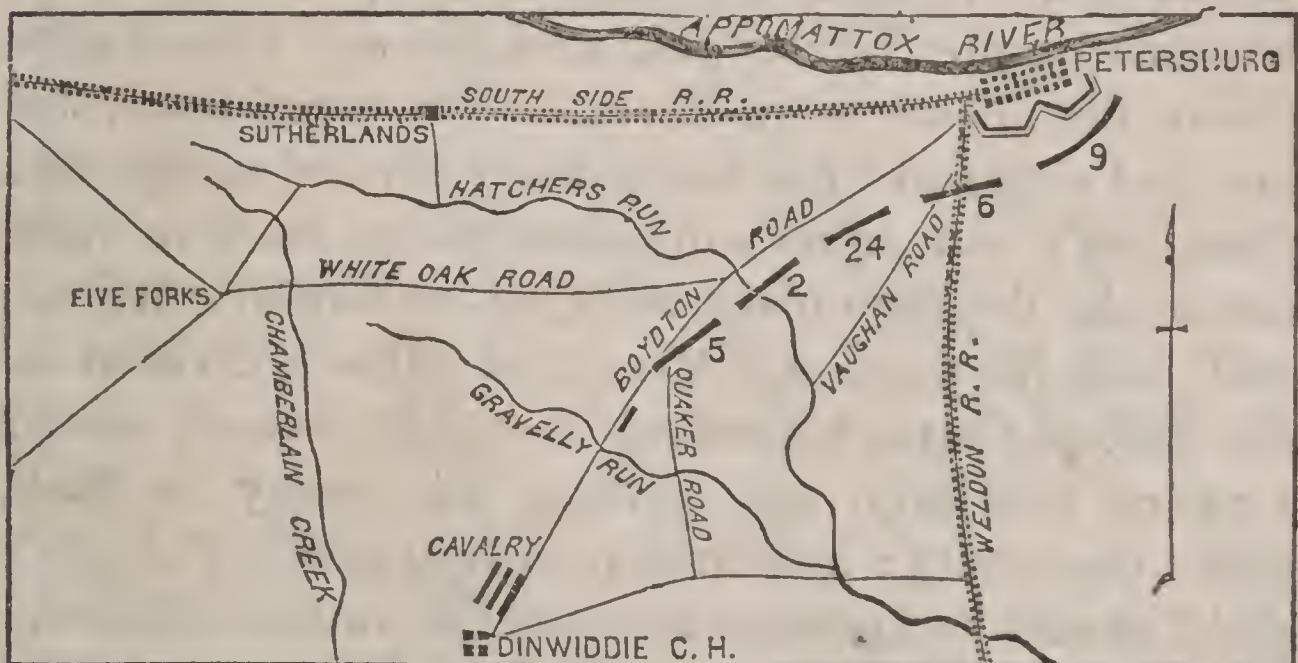 APPOMATTOX RIVER
PETERSBURG
SOUTH SIDE R.R.
SUTHERLANDS
9
HATCHERS RUN
ROAD
6
24
WHITE OAK ROAD
2
VAUGHAN ROAD
EIVE FORKS
BOYDTON
5
CHAMBERLAIN CREEK
QUAKER ROAD
GRAVELLY RUN
WELDON R. R.
CAVALRY
DINWIDDIE C. H.